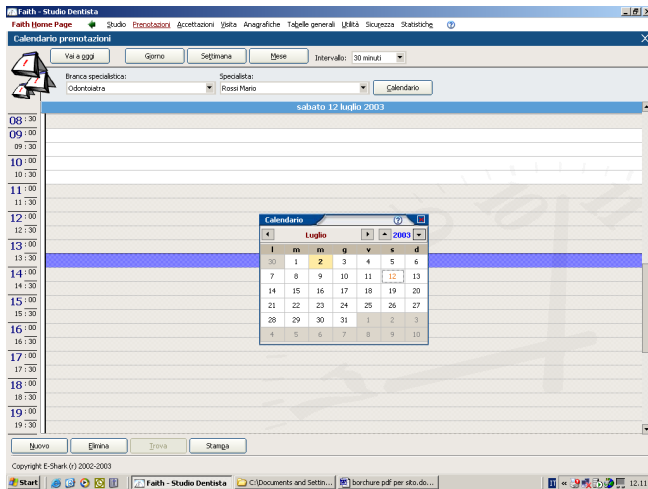 Faith - Studio Dentista
Faith Home Page Studio Prenotazioni Accettazioni Visita Anagrafiche Tabelle generali Utilità Sicurezza Statistiche
Calendario prenotazioni
Vai a oggi Giorno Settimana Mese Intervallo: 30 minuti
Branca specialistica: Specialista:
Odontoiatra Rossi Mario Calendario
sabato 12 luglio 2003
08 : 30
09 : 00
09 : 30
10 : 00
10 : 30
11 : 00
11 : 30
12 : 00
12 : 30
13 : 00
13 : 30
14 : 00
14 : 30
15 : 00
15 : 30
16 : 00
16 : 30
17 : 00
17 : 30
18 : 00
18 : 30
19 : 00
19 : 30
Calendario ?
Luglio 2003
l m m g v s d
30 1 2 3 4 5 6
7 8 9 10 11 12 13
14 15 16 17 18 19 20
21 22 23 24 25 26 27
28 29 30 31 1 2 3
4 5 6 7 8 9 10
Nuovo Elimina Trova Stampa
Copyright E-Shark (r) 2002-2003
Start Faith - Studio Dentista C:\Documents and Settin... borchure pdf per sito.do... 12.11